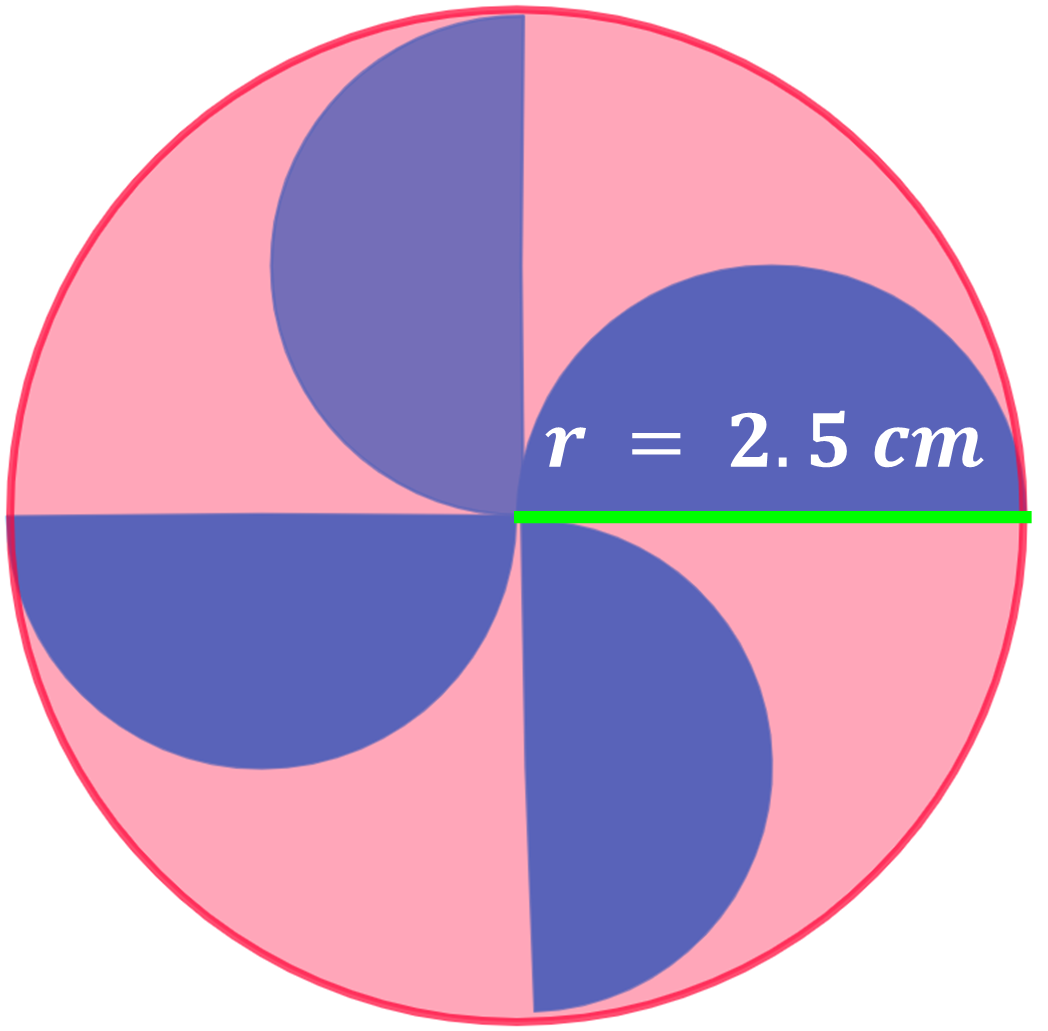 r = 2.5 cm